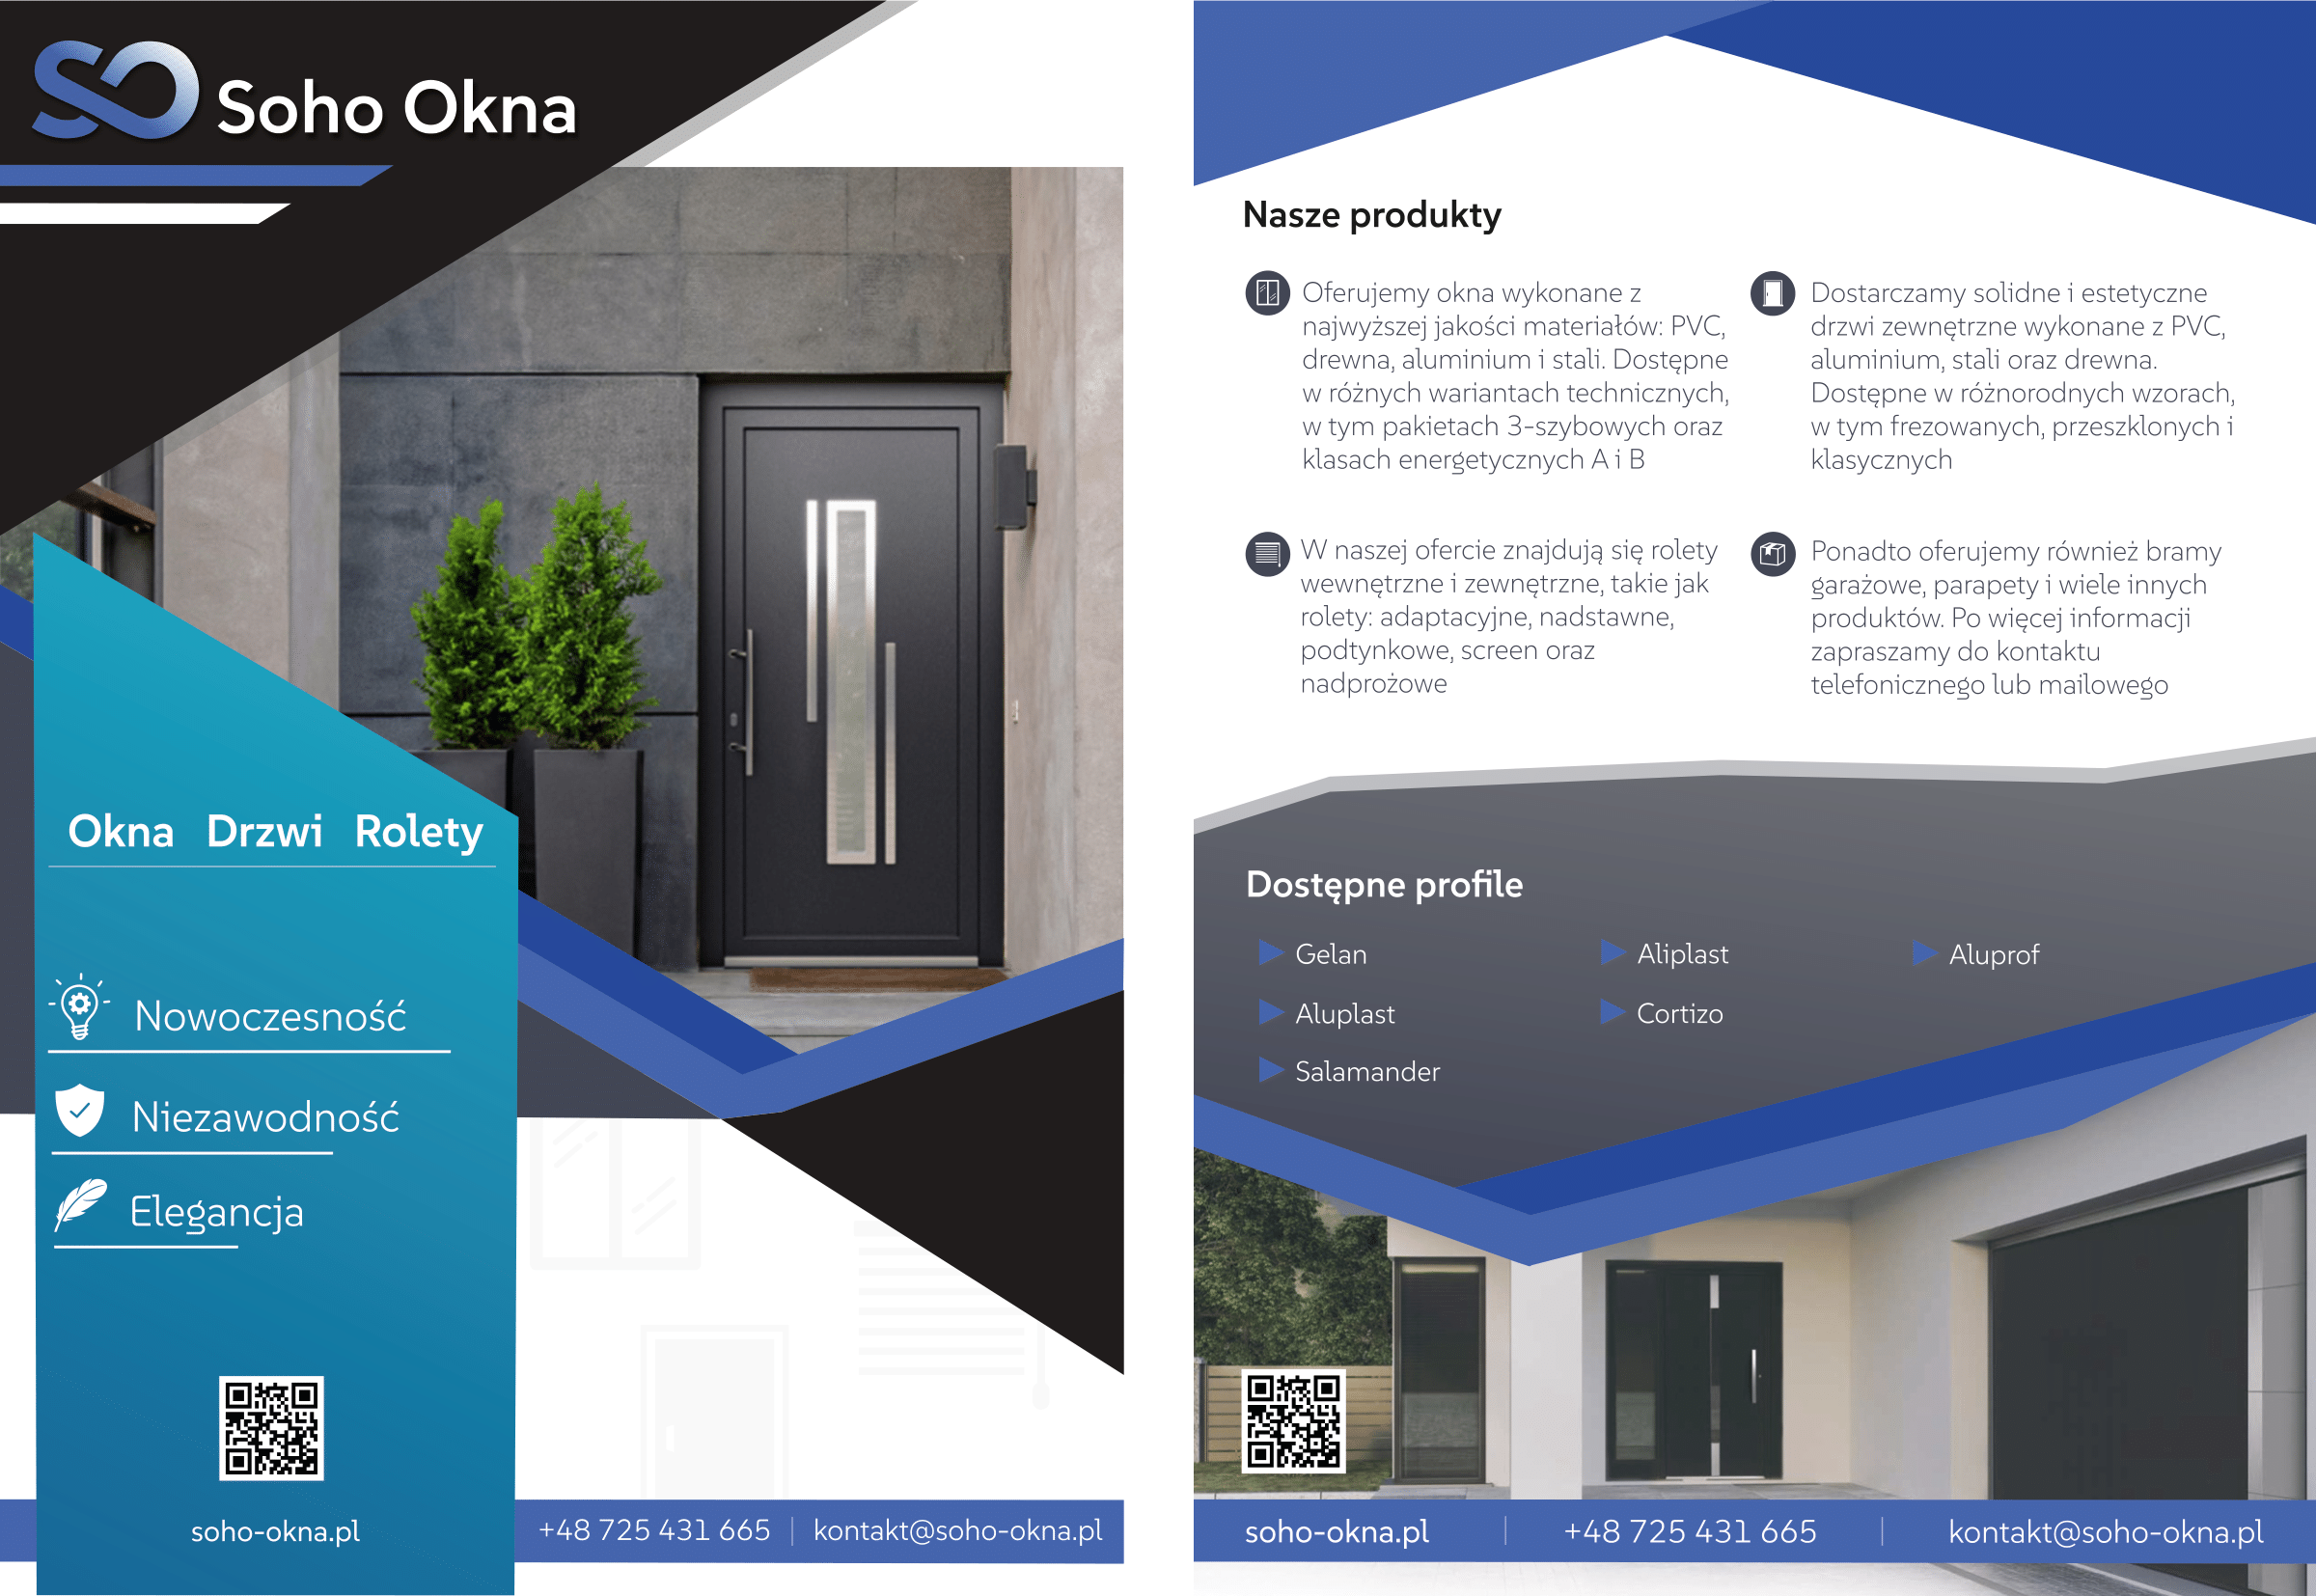 Soho Okna
Okna Drzwi Rolety
Nowoczesność
Niezawodność
Elegancja
soho-okna.pl
+48 725 431 665 | kontakt@soho-okna.pl
Nasze produkty
Oferujemy okna wykonane z
najwyższej jakości materiałów: PVC,
drewna, aluminium i stali. Dostępne
w różnych wariantach technicznych,
w tym pakietach 3-szybowych oraz
klasach energetycznych A i B
Dostarczamy solidne i estetyczne
drzwi zewnętrzne wykonane z PVC,
aluminium, stali oraz drewna.
Dostępne w różnorodnych wzorach,
w tym frezowanych, przeszklonych i
klasycznych
W naszej ofercie znajdują się rolety
wewnętrzne i zewnętrzne, takie jak
rolety: adaptacyjne, nadstawne,
podtynkowe, screen oraz
nadprożowe
Ponadto oferujemy również bramy
garażowe, parapety i wiele innych
produktów. Po więcej informacji
zapraszamy do kontaktu
telefonicznego lub mailowego
Dostępne profile
Gelan
Aluplast
Salamander
Aliplast
Cortizo
Aluprof
soho-okna.pl | +48 725 431 665 | kontakt@soho-okna.pl